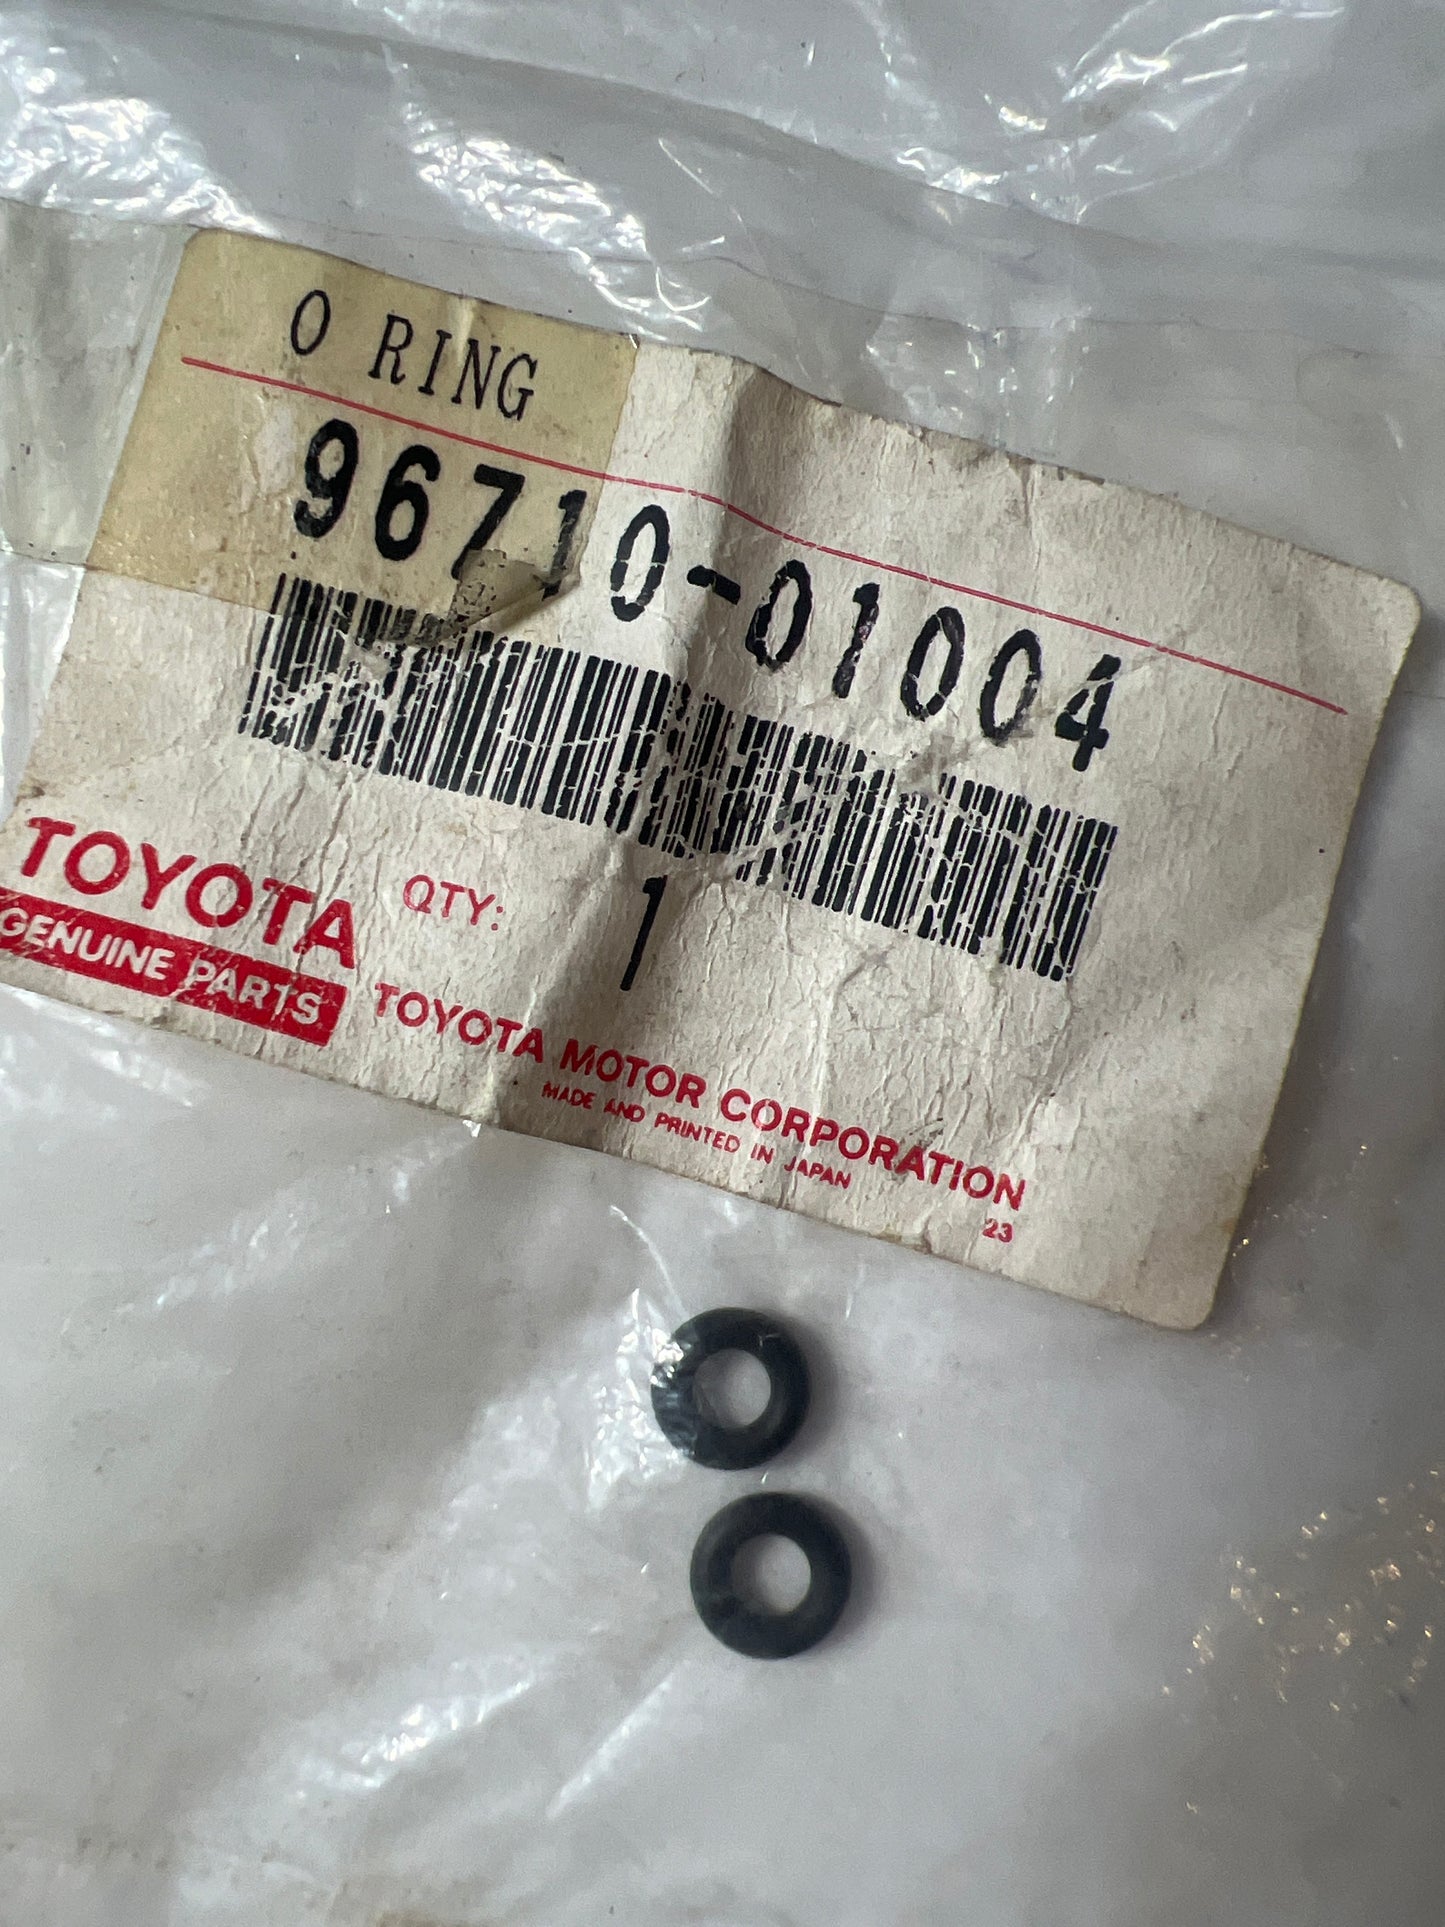 O RING
96710-01004
TOYOTA QTY: 1
GENUINE PARTS
TOYOTA MOTOR CORPORATION
MADE AND PRINTED IN JAPAN
23